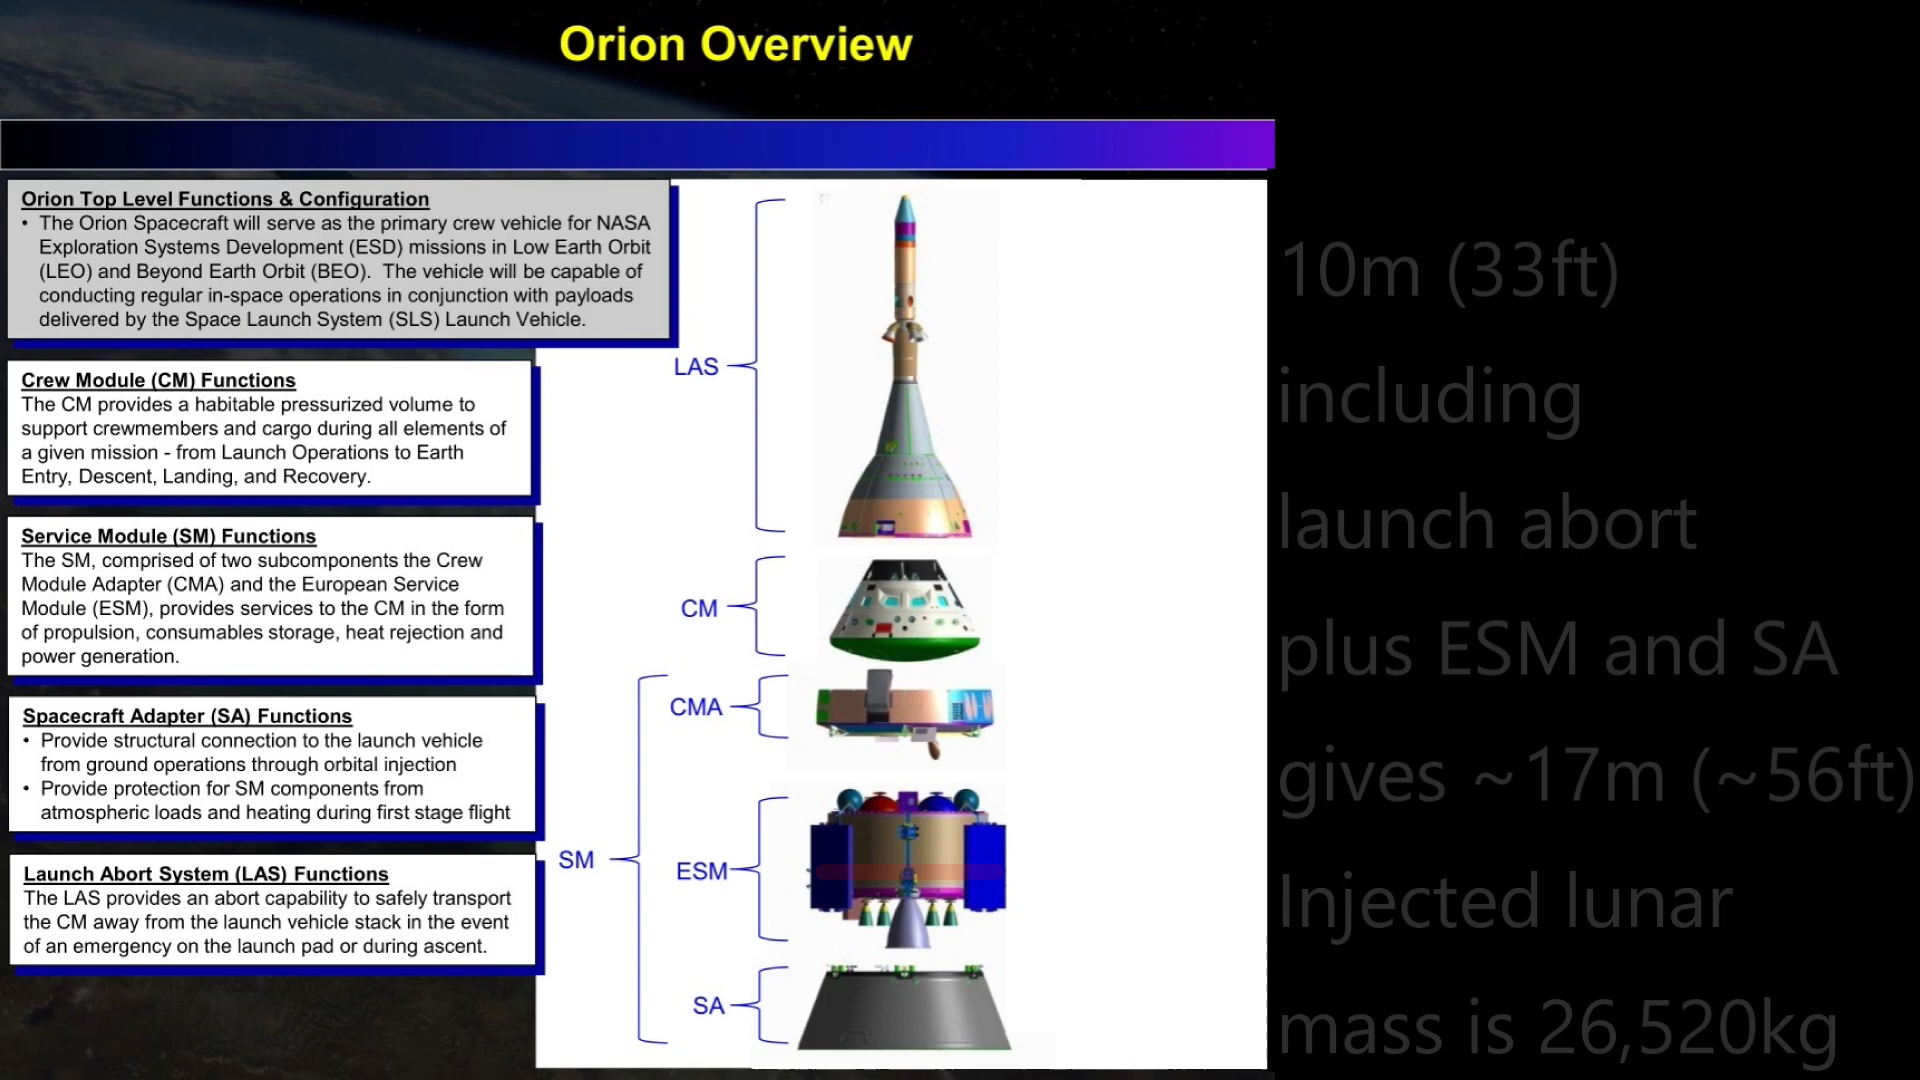 Orion Overview
Orion Top Level Functions & Configuration
• The Orion Spacecraft will serve as the primary crew vehicle for NASA
Exploration Systems Development (ESD) missions in Low Earth Orbit
(LEO) and Beyond Earth Orbit (BEO).  The vehicle will be capable of
conducting regular in-space operations in conjunction with payloads
delivered by the Space Launch System (SLS) Launch Vehicle.
Crew Module (CM) Functions
The CM provides a habitable pressurized volume to
support crewmembers and cargo during all elements of
a given mission - from Launch Operations to Earth
Entry, Descent, Landing, and Recovery.
Service Module (SM) Functions
The SM, comprised of two subcomponents the Crew
Module Adapter (CMA) and the European Service
Module (ESM), provides services to the CM in the form
of propulsion, consumables storage, heat rejection and
power generation.
Spacecraft Adapter (SA) Functions
• Provide structural connection to the launch vehicle
from ground operations through orbital injection
• Provide protection for SM components from
atmospheric loads and heating during first stage flight
Launch Abort System (LAS) Functions
The LAS provides an abort capability to safely transport
the CM away from the launch vehicle stack in the event
of an emergency on the launch pad or during ascent.
LAS
CM
CMA
SM
ESM
SA
10m (33ft)
including
launch abort
plus ESM and SA
gives ~17m (~56ft)
Injected lunar
mass is 26,520kg